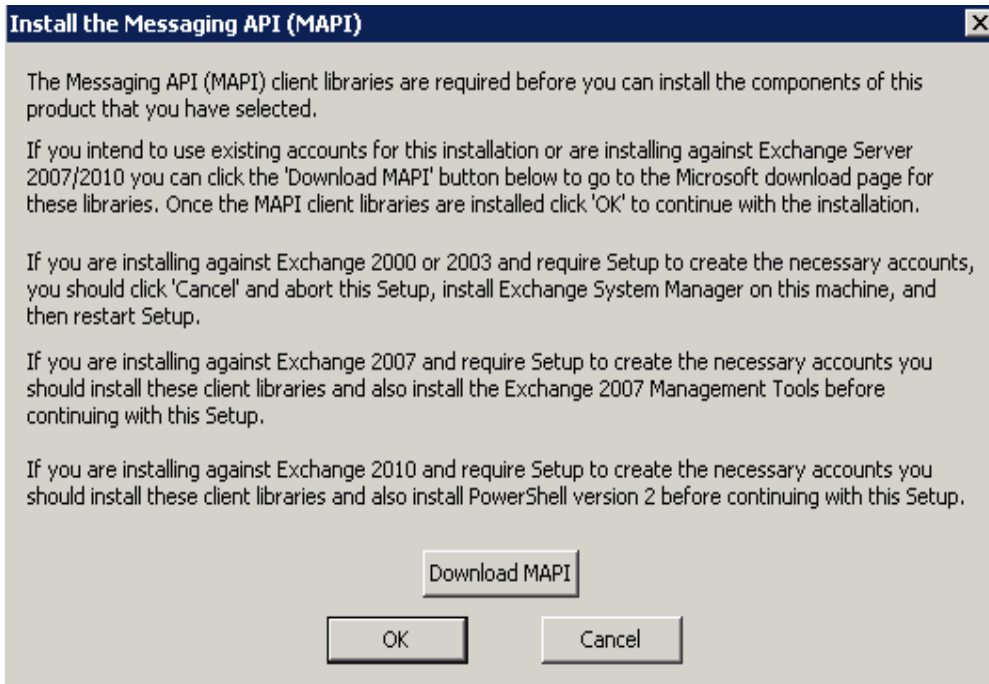 Install the Messaging API (MAPI)
The Messaging API (MAPI) client libraries are required before you can install the components of this
product that you have selected.
If you intend to use existing accounts for this installation or are installing against Exchange Server
2007/2010 you can click the 'Download MAPI' button below to go to the Microsoft download page for
these libraries. Once the MAPI client libraries are installed click 'OK' to continue with the installation.
If you are installing against Exchange 2000 or 2003 and require Setup to create the necessary accounts,
you should click 'Cancel' and abort this Setup, install Exchange System Manager on this machine, and
then restart Setup.
If you are installing against Exchange 2007 and require Setup to create the necessary accounts you
should install these client libraries and also install the Exchange 2007 Management Tools before
continuing with this Setup.
If you are installing against Exchange 2010 and require Setup to create the necessary accounts you
should install these client libraries and also install PowerShell version 2 before continuing with this Setup.
Download MAPI
OK
Cancel